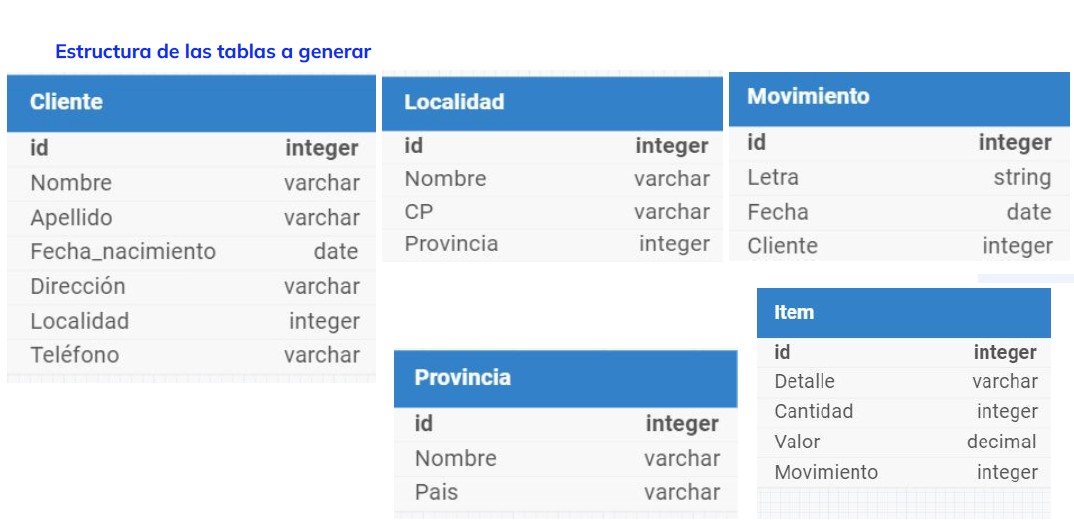 Estructura de las tablas a generar
Cliente
id integer
Nombre varchar
Apellido varchar
Fecha_nacimiento date
Dirección varchar
Localidad integer
Teléfono varchar
Localidad
id integer
Nombre varchar
CP varchar
Provincia integer
Movimiento
id integer
Letra string
Fecha date
Cliente integer
Provincia
id integer
Nombre varchar
Pais varchar
Item
id integer
Detalle varchar
Cantidad integer
Valor decimal
Movimiento integer